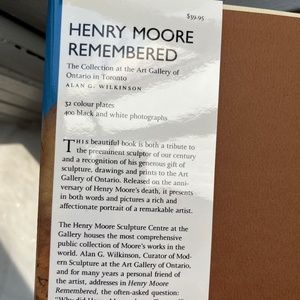 $39.95
HENRY MOORE
REMEMBERED
The Collection at the Art Gallery of
Ontario in Toronto
ALAN G. WILKINSON
32 colour plates
400 black and white photographs
THIS beautiful book is both a tribute to
the preeminent sculptor of our century
and a recognition of his generous gift of
sculpture, drawings and prints to the Art
Gallery of Ontario. Released on the anni-
versary of Henry Moore's death, it presents
in both words and pictures a rich and
affectionate portrait of a remarkable artist.
The Henry Moore Sculpture Centre at the
Gallery houses the most comprehensive
public collection of Moore's works in the
world. Alan G. Wilkinson, Curator of Mod-
ern Sculpture at the Art Gallery of Ontario,
and for many years a personal friend of
the artist, addresses in Henry Moore
Remembered, the often-asked question:
"Why did Henry Moore